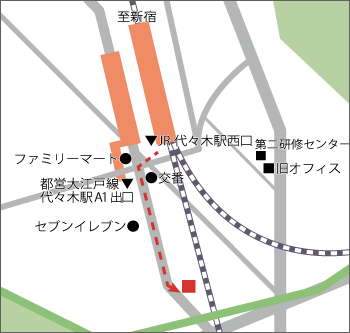 至新宿
▼JR 代々木駅西口
第二研修センター
ファミリーマート
旧オフィス
交番
都営大江戸線
代々木駅A1出口
セブンイレブン